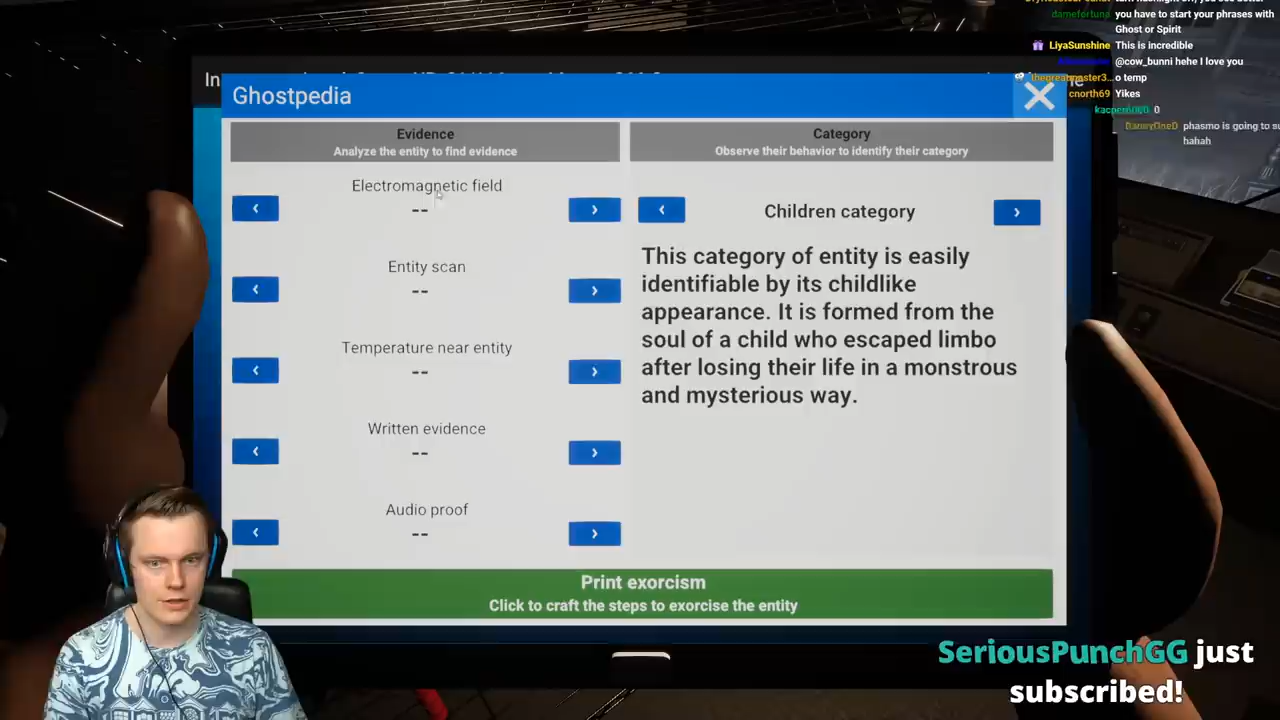 damefortuna you have to start your phrases with
Ghost or Spirit
LiyaSunshine This is incredible
@cow_bunni hehe I love you
thegreatmaster3... o temp
cnorth69 Yikes
0
DannyOneD phasmo is going to
hahah
In
Ghostpedia
Evidence
Analyze the entity to find evidence
Electromagnetic field
--
Entity scan
--
Temperature near entity
--
Written evidence
--
Audio proof
--
Category
Observe their behavior to identify their category
Children category
This category of entity is easily
identifiable by its childlike
appearance. It is formed from the
soul of a child who escaped limbo
after losing their life in a monstrous
and mysterious way.
Print exorcism
Click to craft the steps to exorcise the entity
SeriousPunchGG just
subscribed!